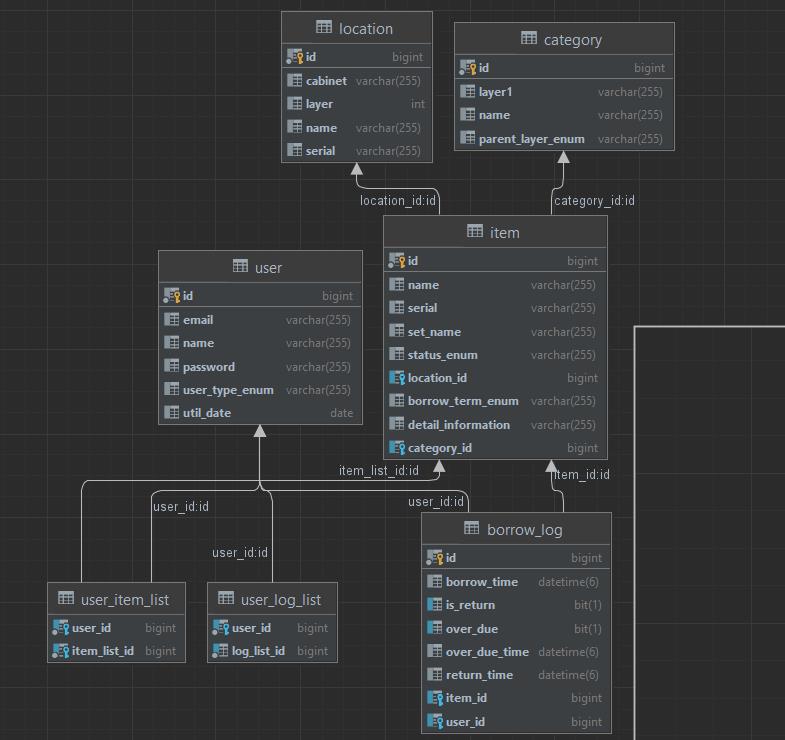 location
id bigint
cabinet varchar(255)
layer int
name varchar(255)
serial varchar(255)
category
id bigint
layer1 varchar(255)
name varchar(255)
parent_layer_enum varchar(255)
location_id:id
category_id:id
item
id bigint
name varchar(255)
serial varchar(255)
set_name varchar(255)
status_enum varchar(255)
location_id bigint
borrow_term_enum varchar(255)
detail_information varchar(255)
category_id bigint
user
id bigint
email varchar(255)
name varchar(255)
password varchar(255)
user_type_enum varchar(255)
util_date date
item_list_id:id
item_id:id
user_id:id
user_id:id
user_id:id
borrow_log
id bigint
borrow_time datetime(6)
is_return bit(1)
over_due bit(1)
over_due_time datetime(6)
return_time datetime(6)
item_id bigint
user_id bigint
user_item_list
user_id bigint
item_list_id bigint
user_log_list
user_id bigint
log_list_id bigint